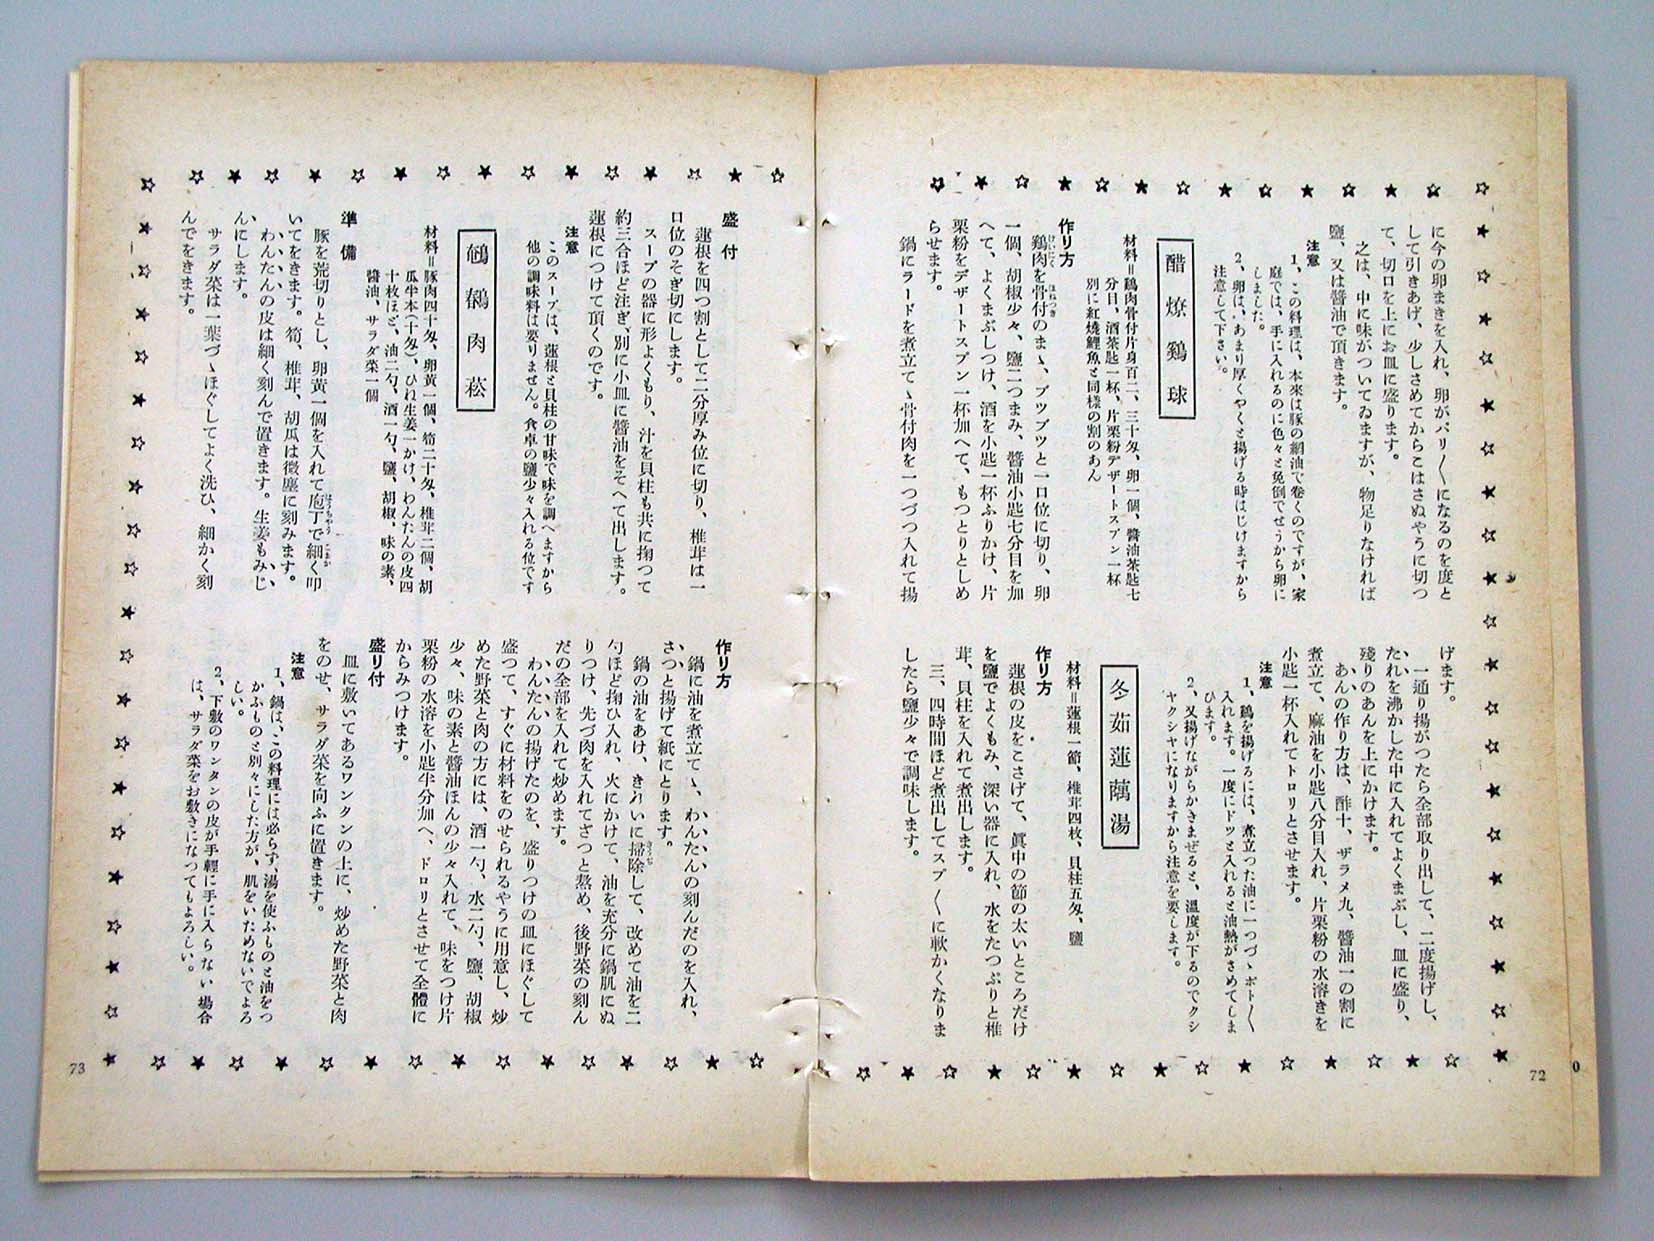 に今の卵まきを入れ、卵がパリ〳〵になるのを度と
して引きあげ、少しさめてからこはさぬやうに切つ
て、切口を上にお皿に盛ります。
之は、中に味がついてゐますが、物足りなければ
鹽、又は醬油で頂きます。
注意
1、この料理は、本來は豚の網油で卷くのですが、家
庭では、手に入れるのに色々と免倒でせうから卵に
しました。
2、卵は、あまり厚くやくと揚げる時はじけますから
注意して下さい。
醋燎鷄球
材料＝鷄肉骨付片身百二、三十匁、卵一個、醬油茶匙七
分目、酒茶匙一杯、片栗粉デザートスプン一杯
別に紅燒鯉魚と同樣の割のあん
作り方
鷄肉を骨付のまゝ、ブツブツと一口位に切り、卵
一個、胡椒少々、鹽二つまみ、醬油小匙七分目を加
へて、よくまぶしつけ、酒を小匙一杯ふりかけ、片
栗粉をデザートスプン一杯加へて、もつとりとしめ
らせます。
鍋にラードを煮立てゝ骨付肉を一つづつ入れて揚
げます。
一通り揚がつたら全部取り出して、二度揚げし、
たれを沸かした中に入れてよくまぶし、皿に盛り、
殘りのあんを上にかけます。
あんの作り方は、酢十、ザラメ九、醬油一の割に
煮立て、麻油を小匙八分目入れ、片栗粉の水溶きを
小匙一杯入れてトロリとさせます。
注意
1、鷄を揚げるには、煮立つた油に一つづゝポト〳〵
入れます。一度にドツと入れると油熱がさめてしま
ひます。
2、又揚げながらかきまぜると、溫度が下るのでクシ
ヤクシヤになりますから注意を要します。
冬茹蓮藕湯
材料＝蓮根一節、椎茸四枚、貝柱五匁、鹽
作り方
蓮根の皮をこさげて、眞中の節の太いところだけ
を鹽でよくもみ、深い器に入れ、水をたつぷりと椎
茸、貝柱を入れて煮出します。
三、四時間ほど煮出してスプ〳〵に軟かくなりま
したら鹽少々で調味します。
72
盛付
蓮根を四つ割として二分厚み位に切り、椎茸は一
口位のそぎ切にします。
スープの器に形よくもり、汁を貝柱も共に掬つて
約三合ほど注ぎ、別に小皿に醬油をそへて出します。
蓮根につけて頂くのです。
注意
このスープは、蓮根と貝柱の甘味で味を調へますから
他の調味料は要りません。食卓の鹽少々入れる位です
肉菘
材料＝豚肉四十匁、卵黄一個、筍二十匁、椎茸二個、胡
瓜半本(十匁)、ひね生姜一かけ、わんたんの皮四
十枚ほど、油二勺、酒一勺、鹽、胡椒、味の素、
醬油、サラダ菜一個
準備
豚を荒切りとし、卵黄一個を入れて庖丁で細く叩
いてをきます。筍、椎茸、胡瓜は微塵に刻みます。
わんたんの皮は細く刻んで置きます。生姜もみじ
んにします。
サラダ菜は一葉づゝほぐしてよく洗ひ、細かく刻
んでをきます。
作り方
鍋に油を煮立てゝ、わんたんの刻んだのを入れ、
さつと揚げて紙にとります。
鍋の油をあけ、きれいに掃除して、改めて油を二
勺ほど掬ひ入れ、火にかけて、油を充分に鍋肌にぬ
りつけ、先づ肉を入れてざつと熬め、後野菜の刻ん
だの全部を入れて炒めます。
わんたんの揚げたのを、盛りつけの皿にほぐして
盛つて、すぐに材料をのせられるやうに用意し、炒
めた野菜と肉の方には、酒一勺、水二勺、鹽、胡椒
少々、味の素と醬油ほんの少々入れて、味をつけ片
栗粉の水溶を小匙半分加へ、ドロリとさせて全體に
からみつけます。
盛り付
皿に敷いてあるワンタンの上に、炒めた野菜と肉
をのせ、サラダ菜を向ふに置きます。
注意
1、鍋は、この料理には必らず、湯を使ふものと油をつ
かふものと別々にした方が、肌をいためないでよろ
しい。
2、下敷のワンタンの皮が手輕に手に入らない場合
は、サラダ菜をお敷きになつてもよろしい。
73